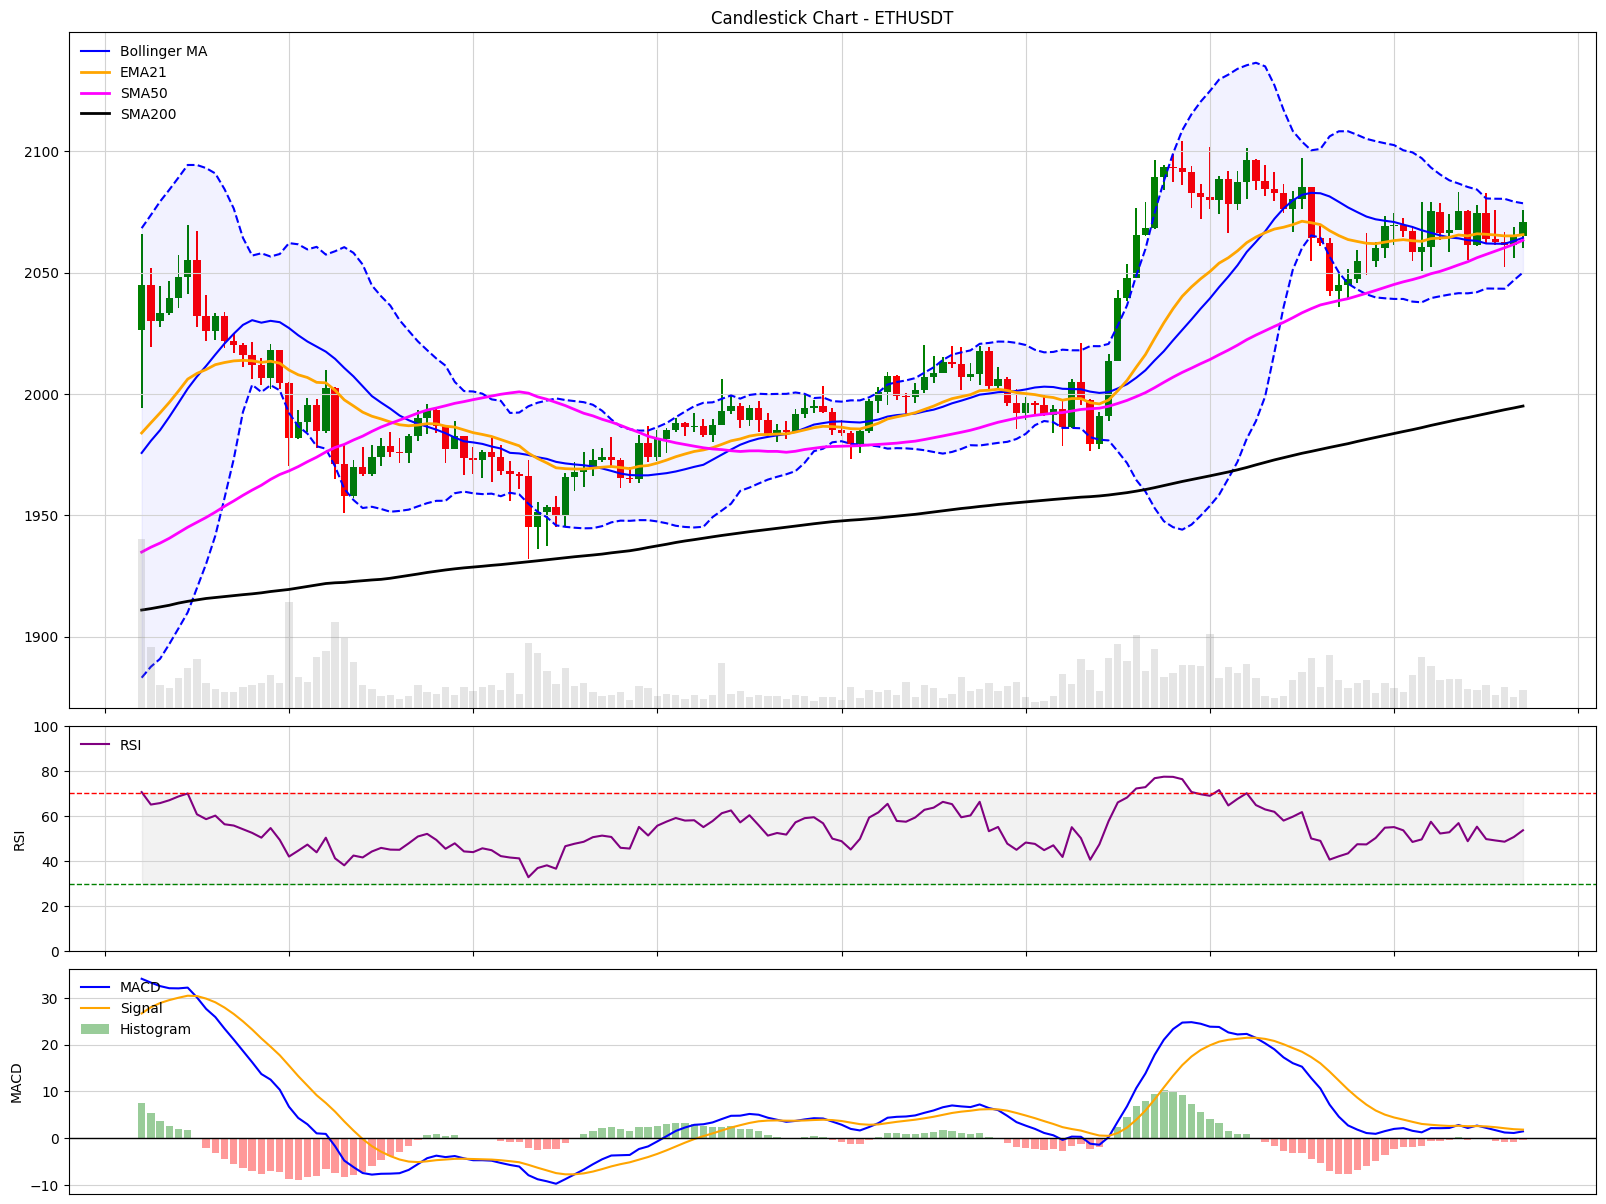 Candlestick Chart - ETHUSDT
Bollinger MA
EMA21
SMA50
SMA200
2100
2050
2000
1950
1900
RSI
100
80
60
40
20
0
RSI
MACD
Signal
Histogram
30
20
10
0
−10
MACD